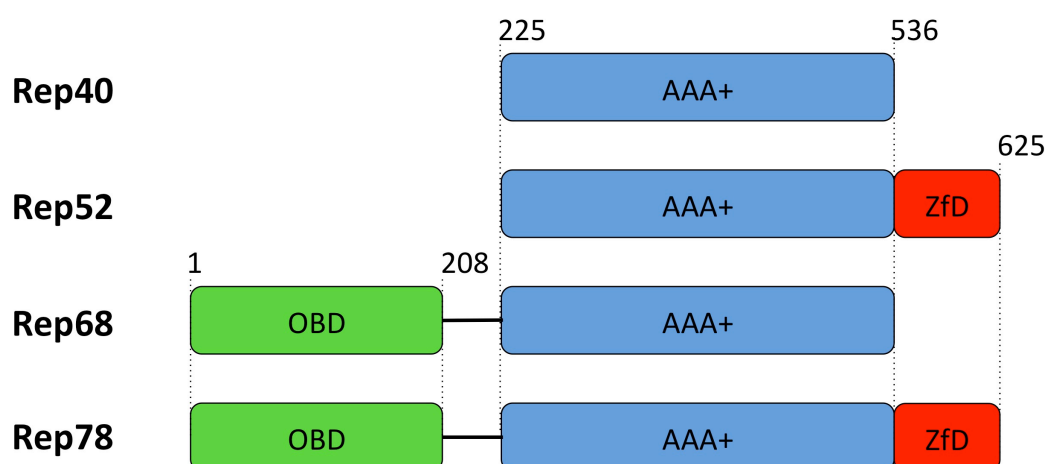 225 536
Rep40 AAA+
625
Rep52 AAA+ ZfD
1 208
Rep68 OBD AAA+
Rep78 OBD AAA+ ZfD